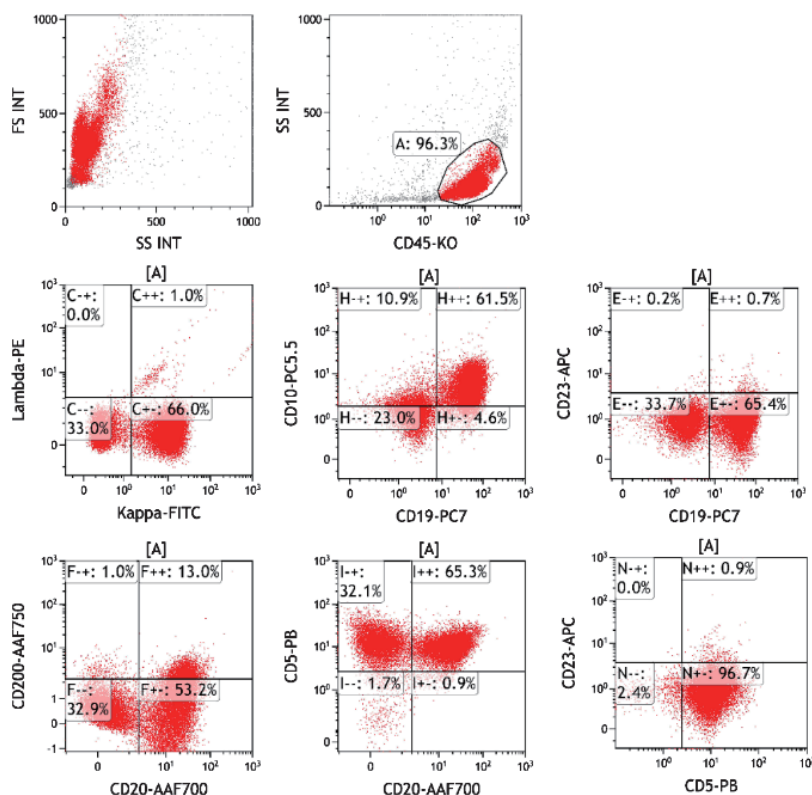 1000
500
0
FS INT
0
500
1000
SS INT
1000
500
0
SS INT
A: 96.3%
10⁰
10¹
10²
10³
CD45-KO
[A]
10³
10²
10¹
10⁰
0
Lambda-PE
C-+:
0.0%
C++: 1.0%
C--:
33.0%
C+-: 66.0%
0
10⁰
10¹
10²
10³
Kappa-FITC
[A]
10³
10²
10¹
10⁰
0
CD10-PC5.5
H-+: 10.9%
H++: 61.5%
H--: 23.0%
H+-: 4.6%
0
10⁰
10¹
10²
10³
CD19-PC7
[A]
10³
10²
10¹
10⁰
0
CD23-APC
E-+: 0.2%
E++: 0.7%
E--: 33.7%
E+-: 65.4%
0
10⁰
10¹
10²
10³
CD19-PC7
[A]
10³
10²
10¹
1
0
-1
CD200-AAF750
F-+: 1.0%
F++: 13.0%
F--:
32.9%
F+-: 53.2%
0
10¹
10²
10³
CD20-AAF700
[A]
10³
10²
10¹
10⁰
0
CD5-PB
I-+:
32.1%
I++: 65.3%
I--: 1.7%
I+-: 0.9%
0
10¹
10²
10³
CD20-AAF700
[A]
10³
10²
10¹
10⁰
0
CD23-APC
N-+:
0.0%
N++: 0.9%
N--:
2.4%
N+-: 96.7%
0
10⁰
10¹
10²
10³
CD5-PB